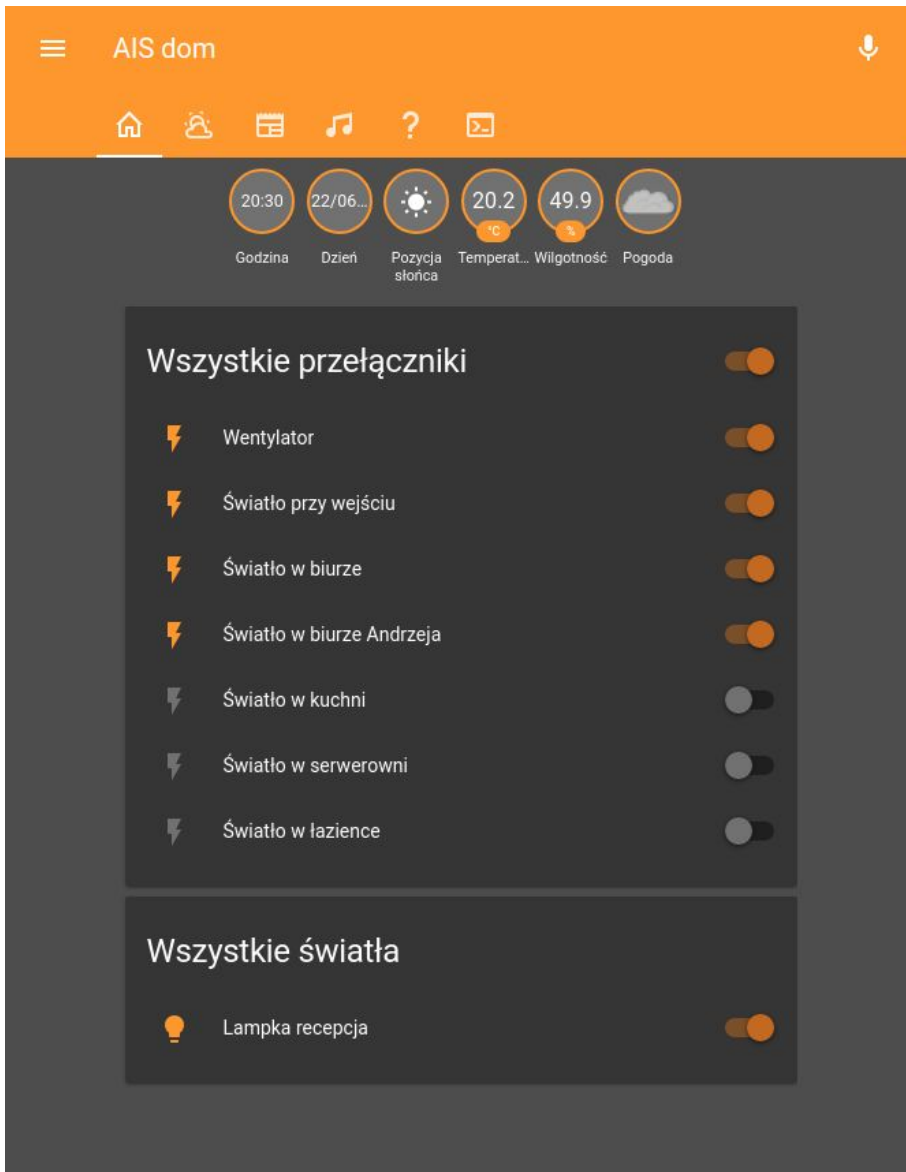 AIS dom
20:30
22/06...
20.2
49.9
°C
%
Godzina
Dzień
Pozycja
słońca
Temperat...
Wilgotność
Pogoda
Wszystkie przełączniki
Wentylator
Światło przy wejściu
Światło w biurze
Światło w biurze Andrzeja
Światło w kuchni
Światło w serwerowni
Światło w łazience
Wszystkie światła
Lampka recepcja